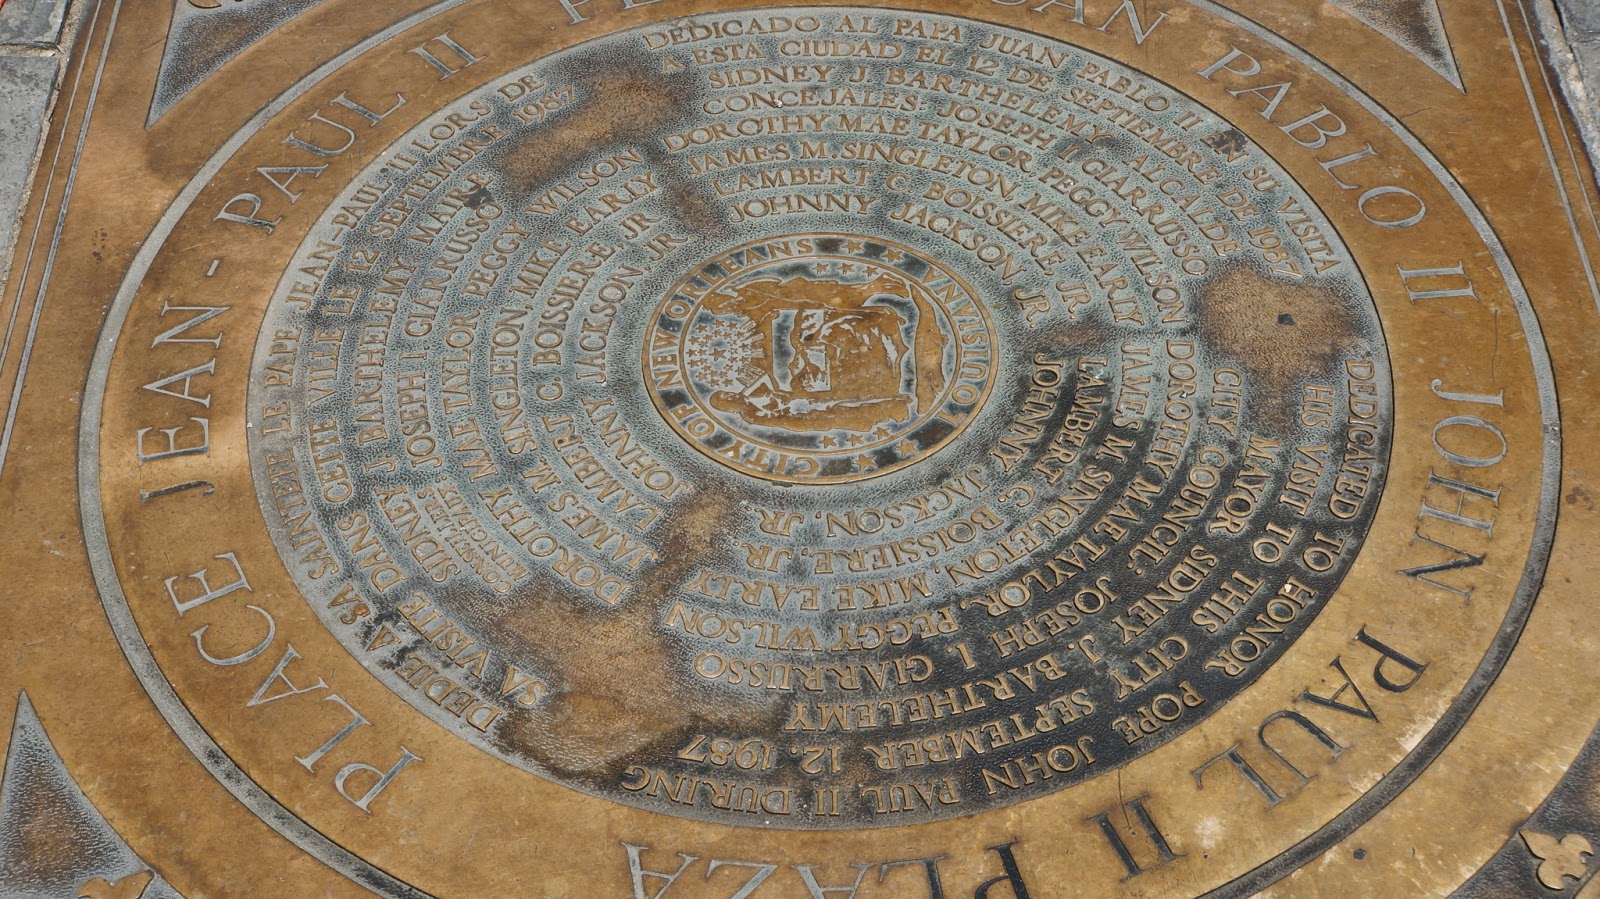 PLACE JEAN-PAUL II
JUAN PABLO II
JOHN PAUL II PLAZA
DEDICADO AL PAPA JUAN PABLO II EN SU VISITA
A ESTA CIUDAD EL 12 DE SEPTIEMBRE DE 1987
SIDNEY J. BARTHELEMY ALCALDE
CONCEJALES: JOSEPH I GIARRUSSO
DOROTHY MAE TAYLOR, PEGGY WILSON
JAMES M. SINGLETON, MIKE EARLY
LAMBERT C. BOISSIERE, JR.
JOHNNY JACKSON JR.
DEDICATED TO HONOR POPE JOHN PAUL II DURING
HIS VISIT TO THIS CITY SEPTEMBER 12, 1987
MAYOR SIDNEY J. BARTHELEMY
CITY COUNCIL: JOSEPH I. GIARRUSSO
DOROTHY MAE TAYLOR, PEGGY WILSON
JAMES M. SINGLETON, MIKE EARLY
LAMBERT C. BOISSIERE, JR.
JOHNNY JACKSON, JR.
DEDIE A SA SAINTETE LE PAPE JEAN-PAUL II LORS DE
SA VISITE DANS CETTE VILLE LE 12 SEPTEMBRE 1987
SIDNEY J BARTHELEMY MAIRE
JOSEPH I GIARRUSSO
DOROTHY MAE TAYLOR PEGGY WILSON
JAMES M SINGLETON, MIKE EARLY
LAMBERT C. BOISSIERE, JR
JOHNNY JACKSON, JR.
CITY OF NEW ORLEANS